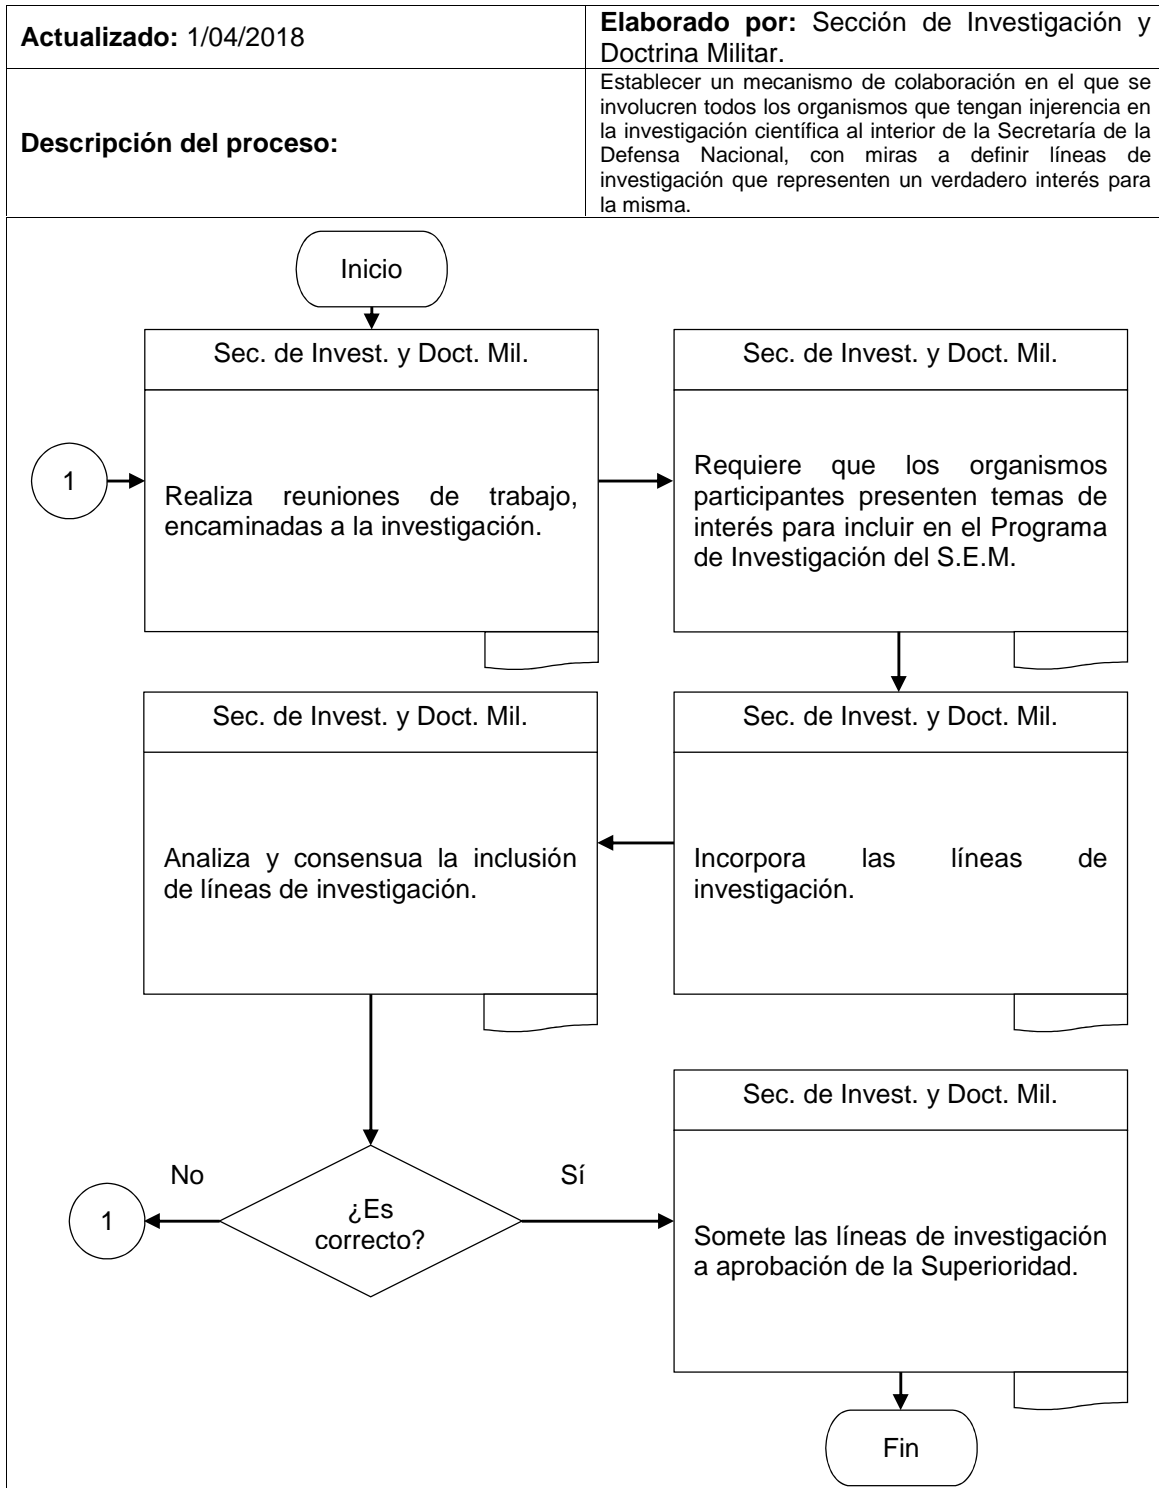 Actualizado: 1/04/2018
Elaborado por: Sección de Investigación y
Doctrina Militar.
Descripción del proceso:
Establecer un mecanismo de colaboración en el que se
involucren todos los organismos que tengan injerencia en
la investigación científica al interior de la Secretaría de la
Defensa Nacional, con miras a definir líneas de
investigación que representen un verdadero interés para
la misma.
Inicio
Sec. de Invest. y Doct. Mil.
1
Realiza reuniones de trabajo,
encaminadas a la investigación.
Sec. de Invest. y Doct. Mil.
Requiere que los organismos
participantes presenten temas de
interés para incluir en el Programa
de Investigación del S.E.M.
Sec. de Invest. y Doct. Mil.
Incorpora las líneas de
investigación.
Sec. de Invest. y Doct. Mil.
Analiza y consensua la inclusión
de líneas de investigación.
¿Es
correcto?
No
1
Sí
Sec. de Invest. y Doct. Mil.
Somete las líneas de investigación
a aprobación de la Superioridad.
Fin